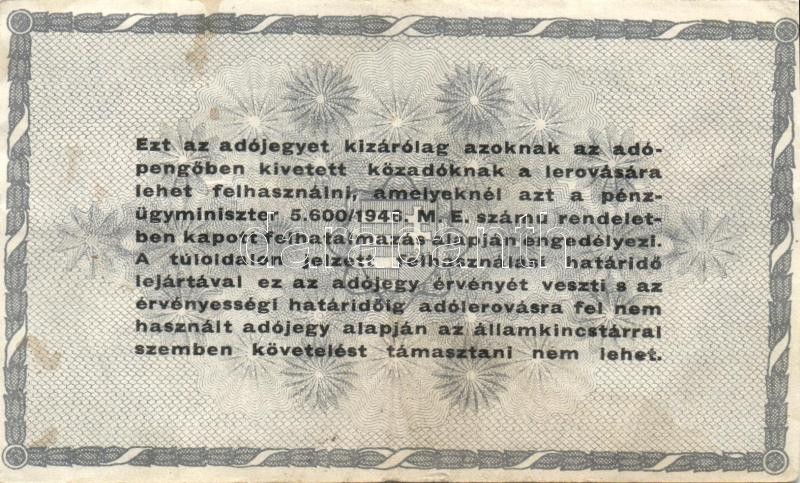 Ezt az adójegyet kizárólag azoknak az adó-
pengőben kivetett közadóknak a lerovására
lehet felhasználni, amelyeknél azt a pénz-
ügyminiszter 5.600/1946. M. E. számu rendelet-
ben kapott felhatalmazás alapján engedélyezi.
A túloldalon jelzett felhasználási határidő
lejártával ez az adójegy érvényét veszti s az
érvényességi határidőig adólerovásra fel nem
használt adójegy alapján az államkincstárral
szemben követelést támasztani nem lehet.